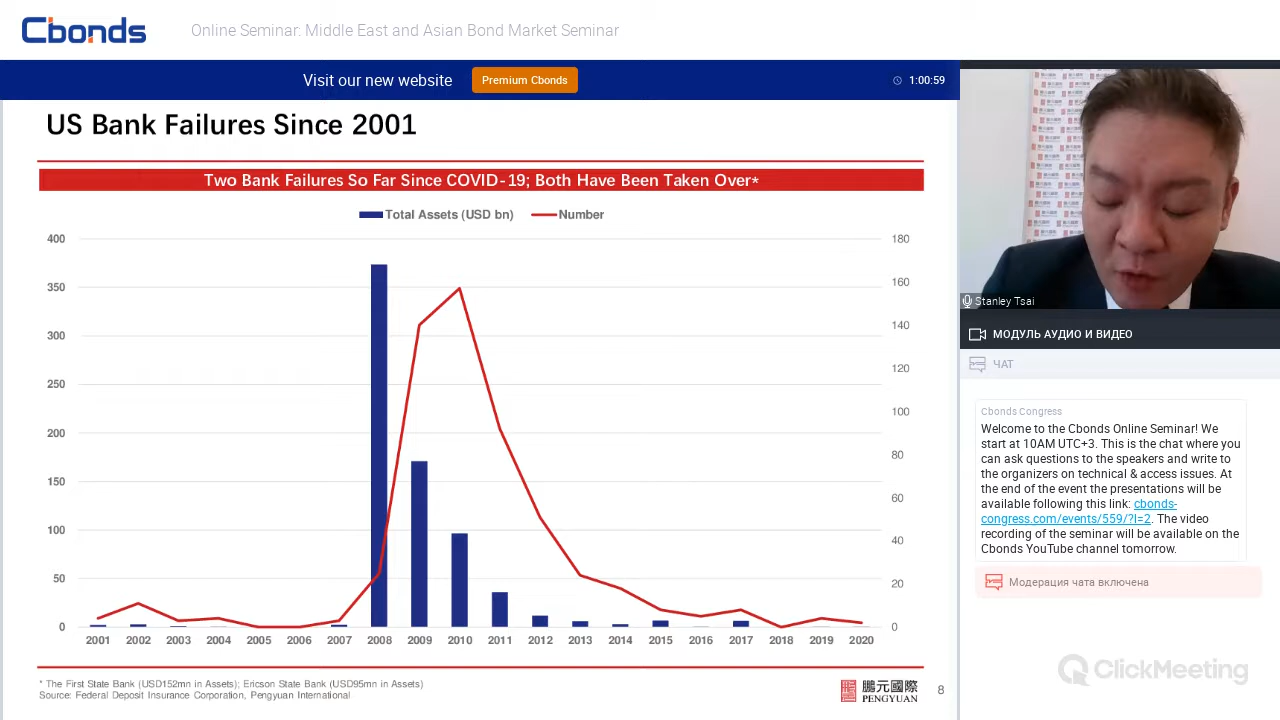 Cbonds
Online Seminar: Middle East and Asian Bond Market Seminar
Visit our new website
Premium Cbonds
1:00:59
US Bank Failures Since 2001
Two Bank Failures So Far Since COVID-19; Both Have Been Taken Over*
Total Assets (USD bn)
Number
400
350
300
250
200
150
100
50
0
180
160
140
120
100
80
60
40
20
0
2001 2002 2003 2004 2005 2006 2007 2008 2009 2010 2011 2012 2013 2014 2015 2016 2017 2018 2019 2020
* The First State Bank (USD152mn in Assets); Ericson State Bank (USD95mn in Assets)
Source: Federal Deposit Insurance Corporation, Pengyuan International
鵬元國際
PENGYUAN
8
Stanley Tsai
МОДУЛЬ АУДИО И ВИДЕО
ЧАТ
Cbonds Congress
Welcome to the Cbonds Online Seminar! We
start at 10AM UTC+3. This is the chat where you
can ask questions to the speakers and write to
the organizers on technical & access issues. At
the end of the event the presentations will be
available following this link: cbonds-
congress.com/events/559/?l=2. The video
recording of the seminar will be available on the
Cbonds YouTube channel tomorrow.
Модерация чата включена
ClickMeeting